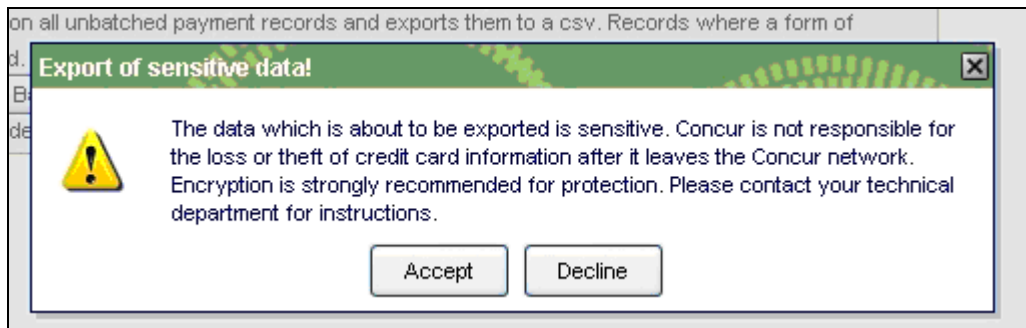 on all unbatched payment records and exports them to a csv. Records where a form of
d.
Export of sensitive data!
B
de
The data which is about to be exported is sensitive. Concur is not responsible for
the loss or theft of credit card information after it leaves the Concur network.
Encryption is strongly recommended for protection. Please contact your technical
department for instructions.
Accept Decline